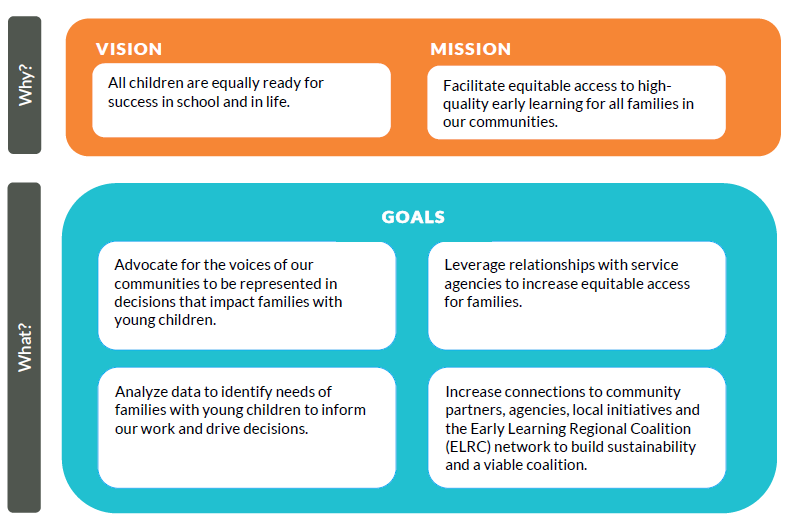 Why?
VISION
All children are equally ready for
success in school and in life.
MISSION
Facilitate equitable access to high-
quality early learning for all families in
our communities.
What?
GOALS
Advocate for the voices of our
communities to be represented in
decisions that impact families with
young children.
Leverage relationships with service
agencies to increase equitable access
for families.
Analyze data to identify needs of
families with young children to inform
our work and drive decisions.
Increase connections to community
partners, agencies, local initiatives and
the Early Learning Regional Coalition
(ELRC) network to build sustainability
and a viable coalition.